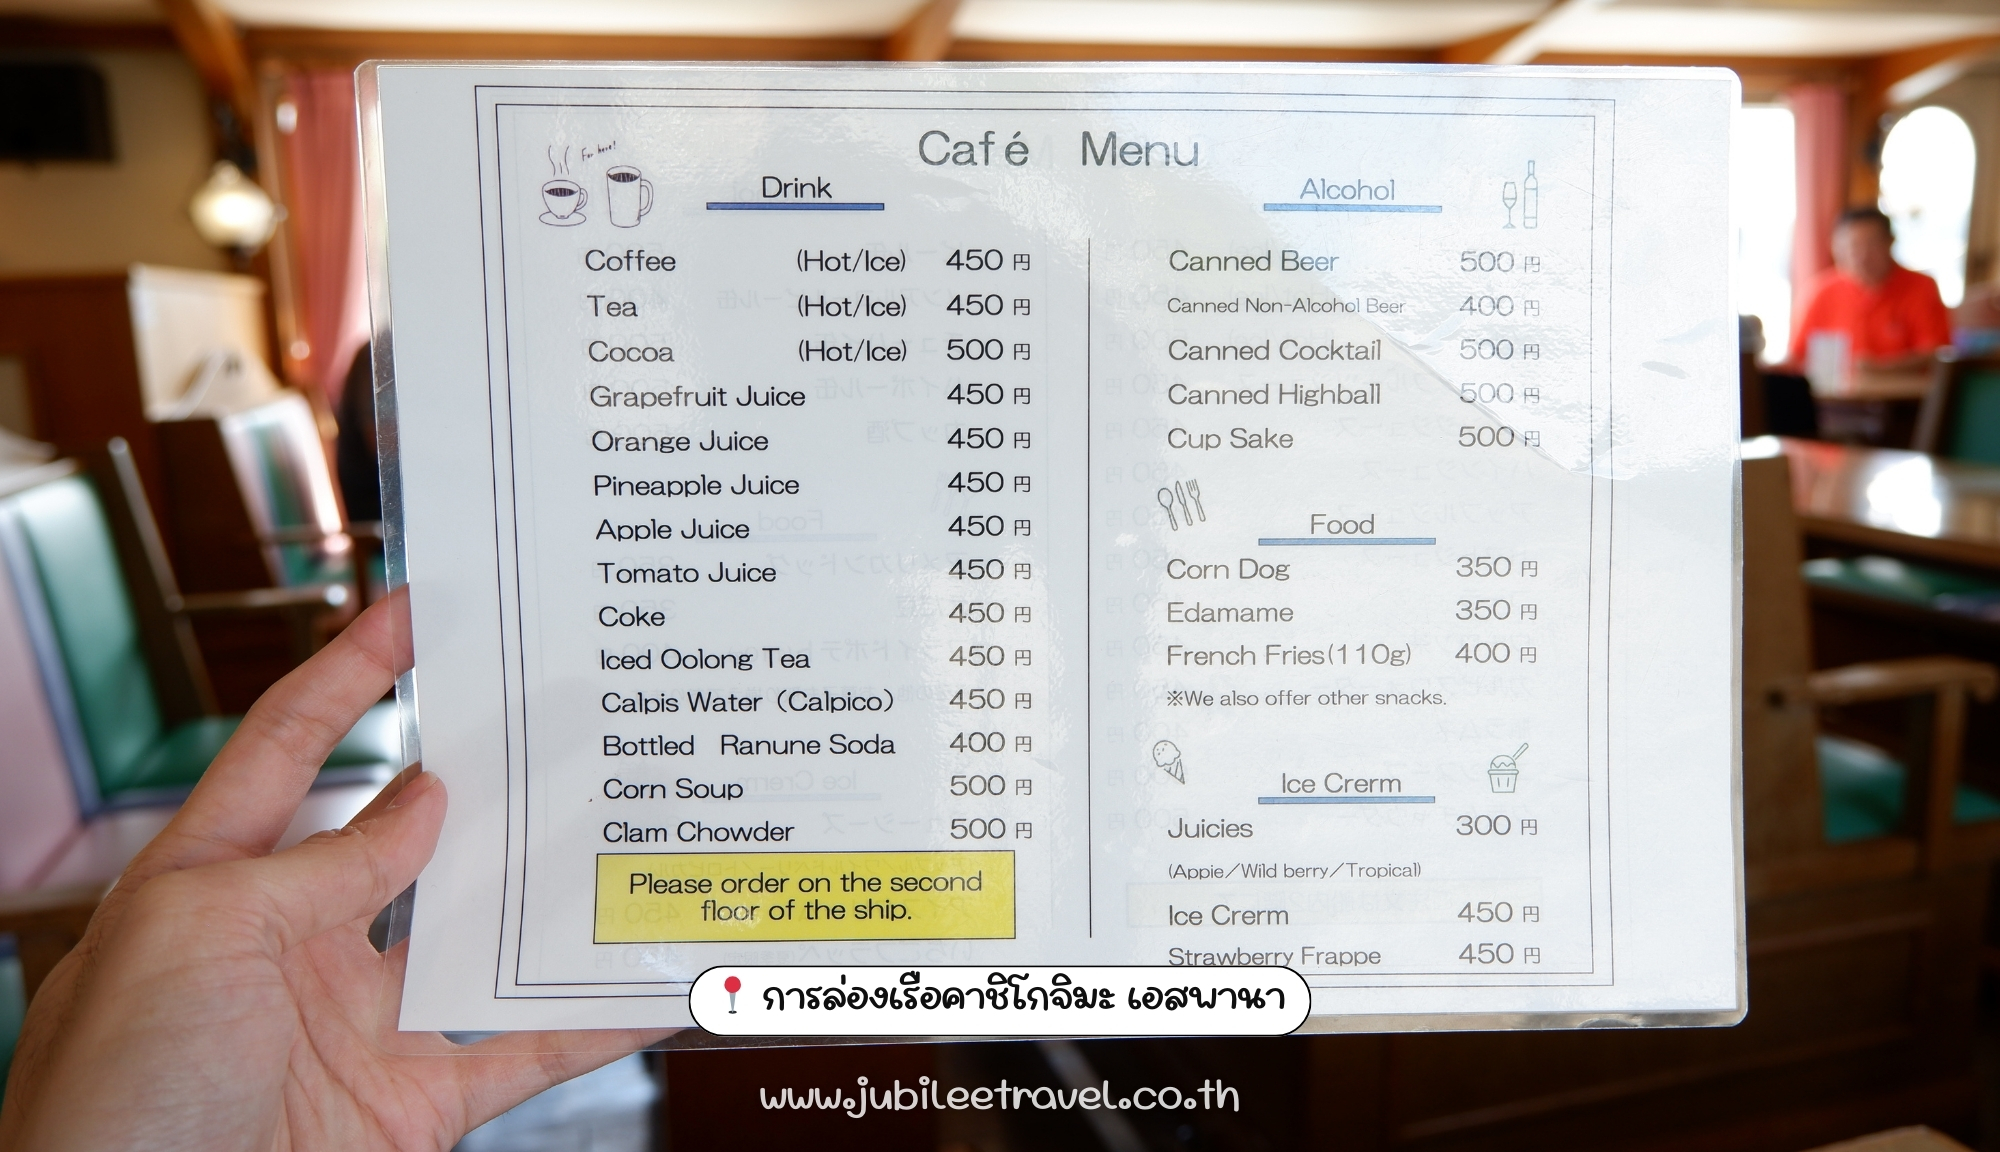 Café Menu
For here!
Drink
Coffee (Hot/Ice) 450 円
Tea (Hot/Ice) 450 円
Cocoa (Hot/Ice) 500 円
Grapefruit Juice 450 円
Orange Juice 450 円
Pineapple Juice 450 円
Apple Juice 450 円
Tomato Juice 450 円
Coke 450 円
Iced Oolong Tea 450 円
Calpis Water（Calpico） 450 円
Bottled Ranune Soda 400 円
Corn Soup 500 円
Clam Chowder 500 円
Please order on the second
floor of the ship.
Alcohol
Canned Beer 500 円
Canned Non-Alcohol Beer 400 円
Canned Cocktail 500 円
Canned Highball 500 円
Cup Sake 500 円
Food
Corn Dog 350 円
Edamame 350 円
French Fries(110g) 400 円
※We also offer other snacks.
Ice Crerm
Juicies 300 円
(Appie／Wild berry／Tropical)
Ice Crerm 450 円
Strawberry Frappe 450 円
การล่องเรือคาชิโกจิมะ เอสพานา
www.jubileetravel.co.th